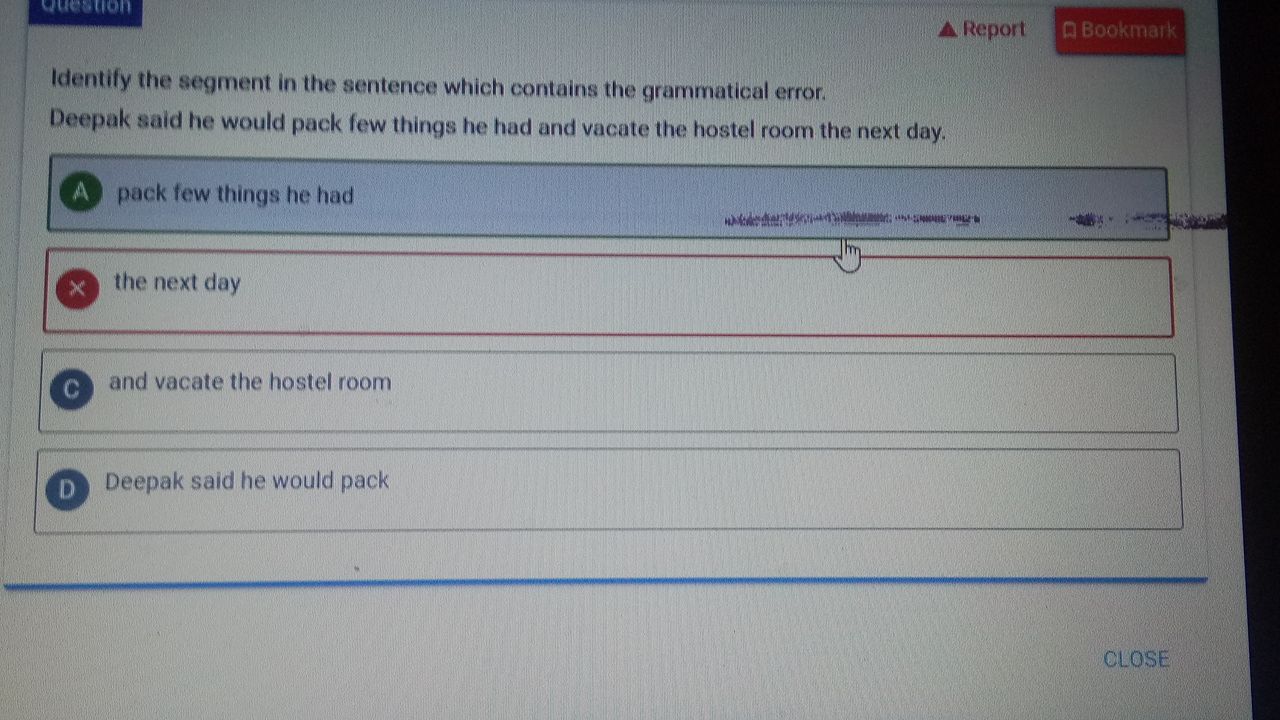 Question
Report
Bookmark
Identify the segment in the sentence which contains the grammatical error.
Deepak said he would pack few things he had and vacate the hostel room the next day.
A pack few things he had
the next day
C and vacate the hostel room
D Deepak said he would pack
CLOSE